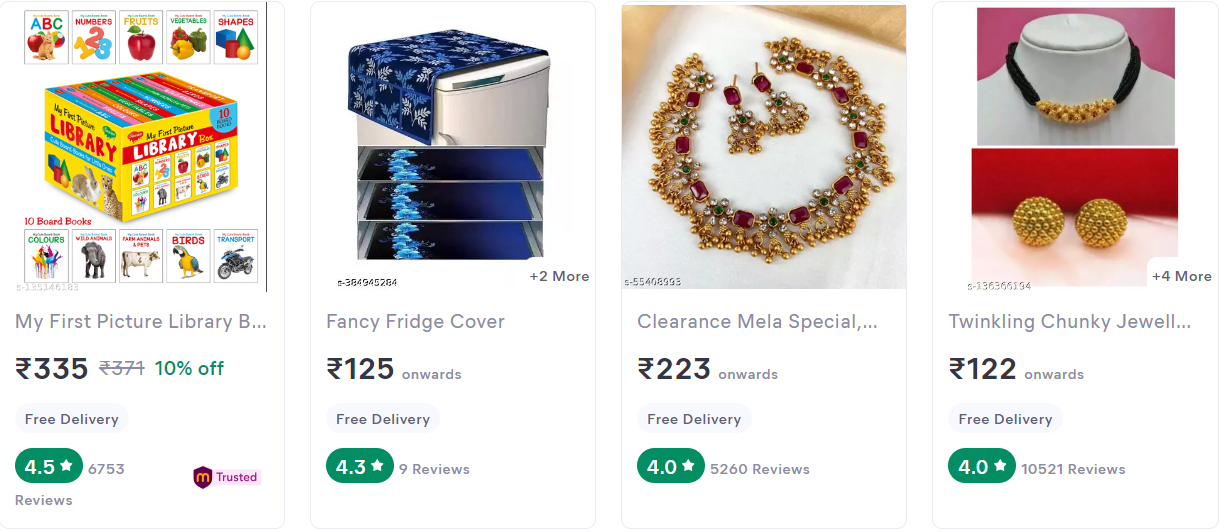 ABC
NUMBERS
FRUITS
VEGETABLES
SHAPES
My First Picture
LIBRARY
My First Picture
LIBRARY Box
10
BOARD
BOOKS
10 Board Books
COLOURS
WILD ANIMALS
FARM ANIMALS
& PETS
BIRDS
TRANSPORT
s-135146183
My First Picture Library B...
₹335 ₹371 10% off
Free Delivery
4.5 ★ 6753
Reviews
m Trusted
+2 More
s-384945284
Fancy Fridge Cover
₹125 onwards
Free Delivery
4.3 ★ 9 Reviews
s-55408993
Clearance Mela Special,...
₹223 onwards
Free Delivery
4.0 ★ 5260 Reviews
+4 More
s-136366194
Twinkling Chunky Jewell...
₹122 onwards
Free Delivery
4.0 ★ 10521 Reviews